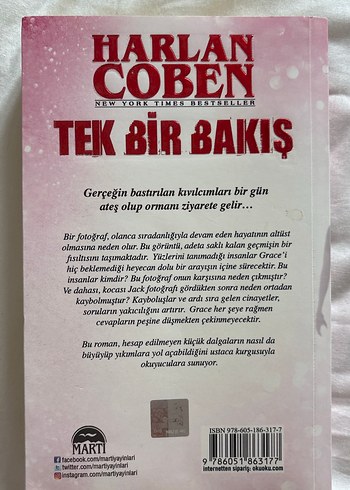 HARLAN
COBEN
NEW YORK TIMES BESTSELLER
TEK BİR BAKIŞ
Gerçeğin bastırılan kıvılcımları bir gün
ateş olup ormanı ziyarete gelir…
Bir fotoğraf, olanca sıradanlığıyla devam eden hayatının altüst
olmasına neden olur. Bu görüntü, adeta saklı kalan geçmişin bir
fısıltısını taşımaktadır. Yüzlerini tanımadığı insanlar Grace'i
hiç beklemediği heyecan dolu bir arayışın içine sürecektir. Bu
insanlar kimdir? Bu fotoğraf onun karşısına neden çıkmıştır?
Ve dahası, kocası Jack fotoğrafı gördükten sonra neden ortadan
kaybolmuştur? Kayboluşlar ve ardı sıra gelen cinayetler,
soruların yakıcılığını artırır. Grace her şeye rağmen
cevapların peşine düşmekten çekinmeyecektir.
Bu roman, hesap edilmeyen küçük dalgaların nasıl da
büyüyüp yıkımlara yol açabildiğini ustaca kurgusuyla
okuyuculara sunuyor.
MARTI
facebook.com/martiyayinlari
twitter.com/martiyayinlari
instagram.com/martiyayinlari
ISBN 978-605-186-317-7
9 786051 863177
internetten sipariş: okuoku.com